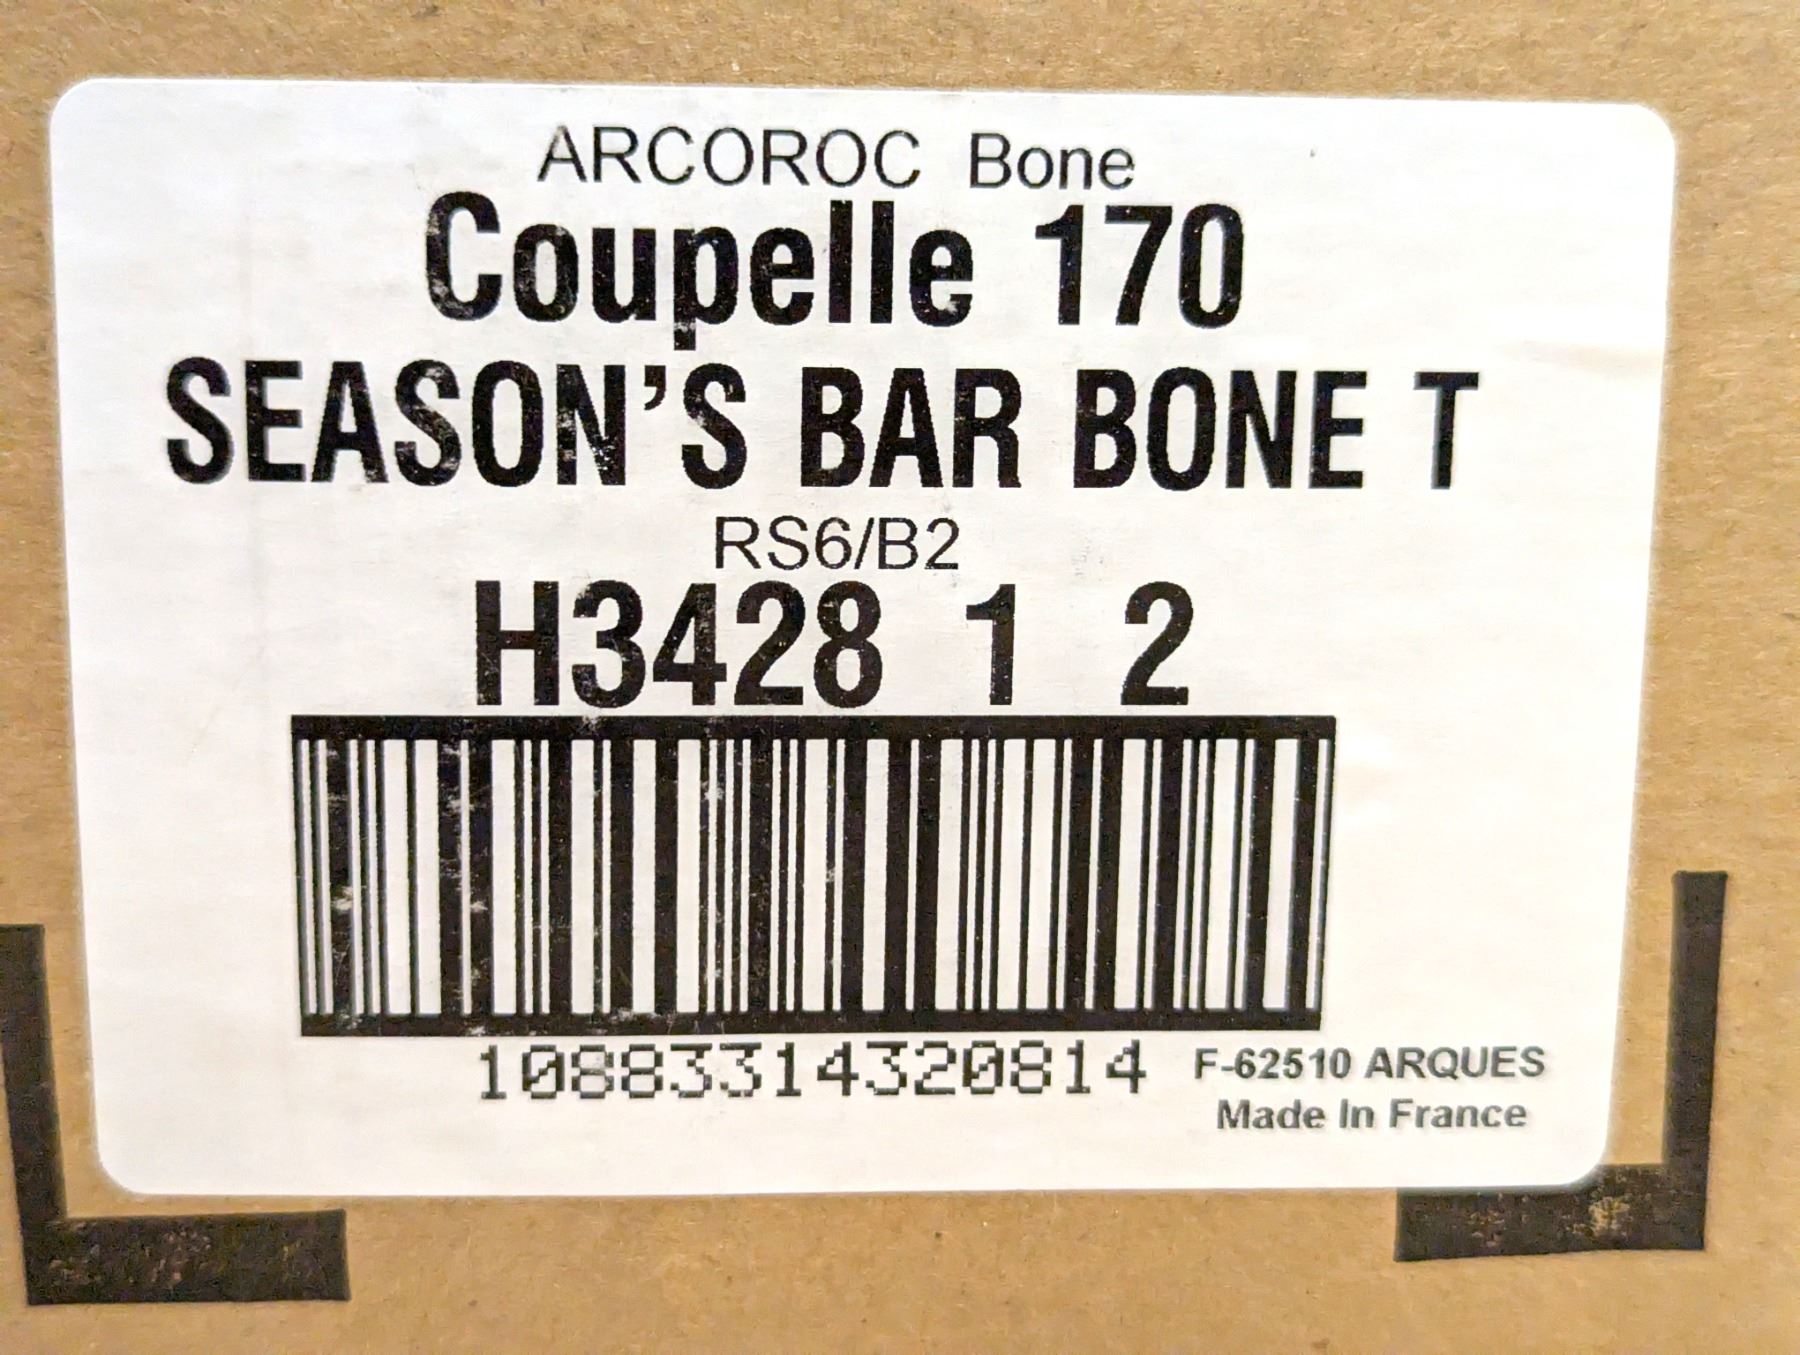 ARCOROC Bone
Coupelle 170
SEASON'S BAR BONE T
RS6/B2
H3428 1 2
10883314320814
F-62510 ARQUES
Made In France